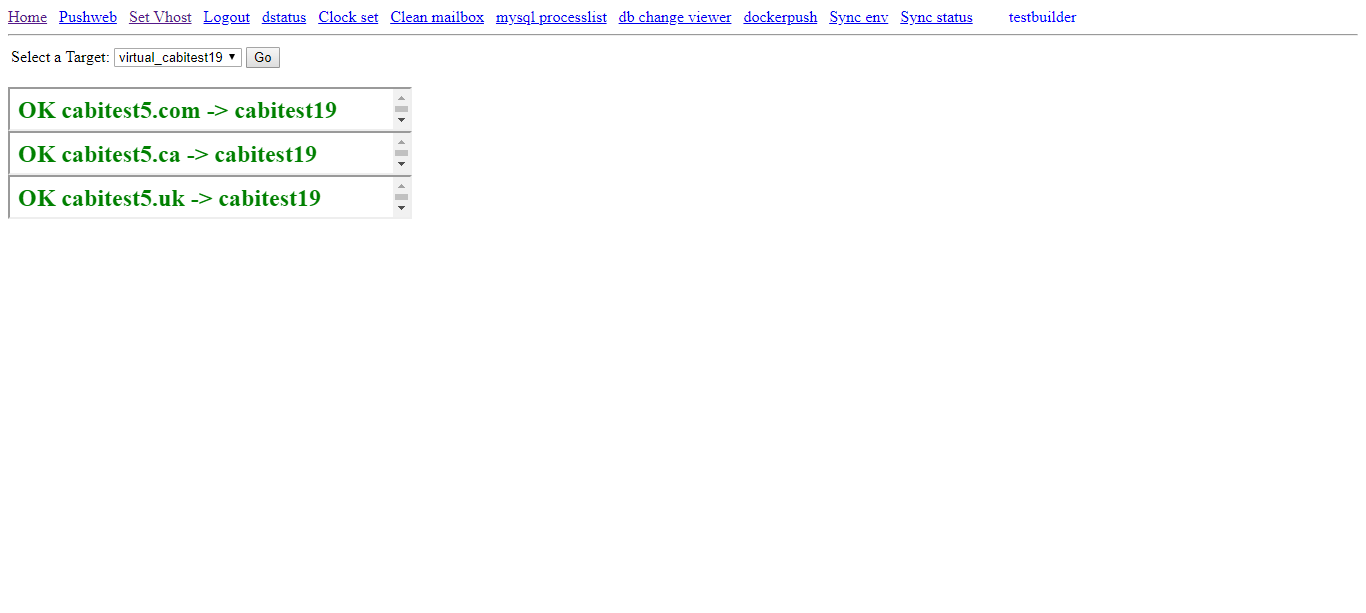 Home Pushweb Set Vhost Logout dstatus Clock set Clean mailbox mysql processlist db change viewer dockerpush Sync env Sync status testbuilder
Select a Target: virtual_cabitest19 Go
OK cabitest5.com -> cabitest19
OK cabitest5.ca -> cabitest19
OK cabitest5.uk -> cabitest19